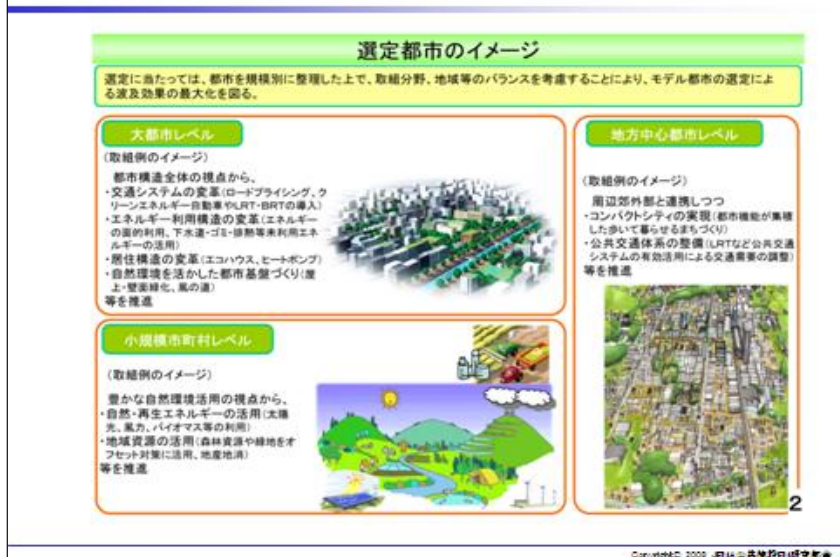 選定都市のイメージ
選定に当たっては、都市を規模別に整理した上で、取組分野、地域等のバランスを考慮することにより、モデル都市の選定によ
る波及効果の最大化を図る。
大都市レベル
(取組例のイメージ)
都市構造全体の視点から、
・交通システムの変革(ロードプライシング、ク
リーンエネルギー自動車やLRT・BRTの導入)
・エネルギー利用構造の変革(エネルギー
の面的利用、下水道・ゴミ・排熱等未利用エネ
ルギーの活用)
・居住構造の変革(エコハウス、ヒートポンプ)
・自然環境を活かした都市基盤づくり(屋
上・壁面緑化、風の道)
等を推進
小規模市町村レベル
(取組例のイメージ)
豊かな自然環境活用の視点から、
・自然・再生エネルギーの活用(太陽
光、風力、バイオマス等の利用)
・地域資源の活用(森林資源や緑地をオ
フセット対策に活用、地産地消)
等を推進
地方中心都市レベル
(取組例のイメージ)
周辺郊外部と連携しつつ
・コンパクトシティの実現(都市機能が集積
した歩いて暮らせるまちづくり)
・公共交通体系の整備(LRTなど公共交通
システムの有効活用による交通需要の調整)
等を推進
2
Copyright© 2008